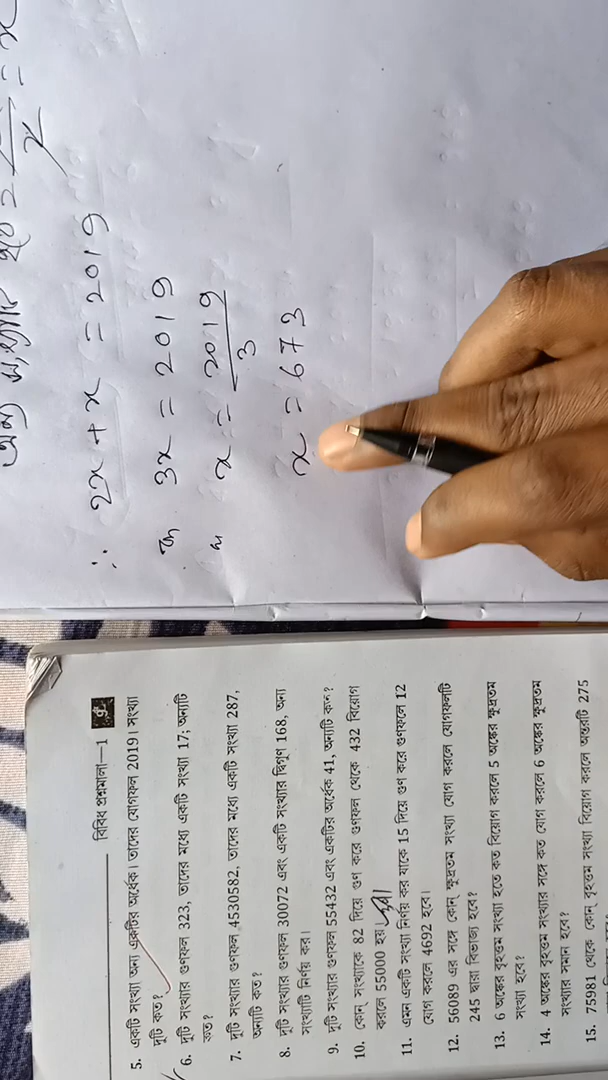 = x
x
∴ 2x + x = 2019
বা 3x = 2019
x = 2019
3
x = 673
বিবিধ প্রশ্নমালা—1
5. একটি সংখ্যা অন্য একটির অর্ধেক। তাদের যোগফল 2019। সংখ্যা
দুটি কত?
6. দুটি সংখ্যার গুণফল 323, তাদের মধ্যে একটি সংখ্যা 17; অন্যটি
কত?
7. দুটি সংখ্যার গুণফল 4530582, তাদের মধ্যে একটি সংখ্যা 287,
অন্যটি কত?
8. দুটি সংখ্যার গুণফল 30072 এবং একটি সংখ্যার দ্বিগুণ 168, অন্য
সংখ্যাটি নির্ণয় কর।
9. দুটি সংখ্যার গুণফল 55432 এবং একটির অর্ধেক 41, অন্যটি কত?
10. কোন্ সংখ্যাকে 82 দিয়ে গুণ করে গুণফল থেকে 432 বিয়োগ
করলে 55000 হয়
11. এমন একটি সংখ্যা নির্ণয় কর যাকে 15 দিয়ে গুণ করে গুণফলে 12
যোগ করলে 4692 হবে।
12. 56089 এর সঙ্গে কোন্ ক্ষুদ্রতম সংখ্যা যোগ করলে যোগফলটি
245 দ্বারা বিভাজ্য হবে?
13. 6 অঙ্কের বৃহত্তম সংখ্যা হতে কত বিয়োগ করলে 5 অঙ্কের ক্ষুদ্রতম
সংখ্যা হবে?
14. 4 অঙ্কের বৃহত্তম সংখ্যার সঙ্গে কত যোগ করলে 6 অঙ্কের ক্ষুদ্রতম
সংখ্যার সমান হবে?
15. 75981 থেকে কোন্ বৃহত্তম সংখ্যা বিয়োগ করলে অন্তরটি 275